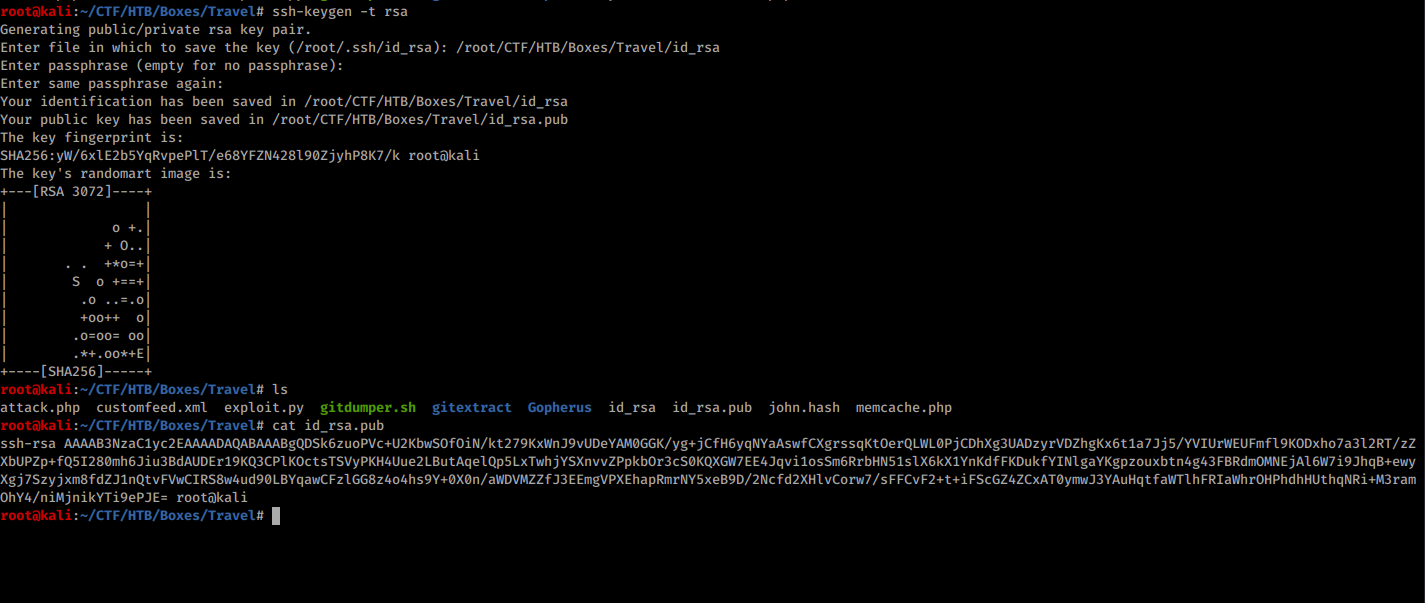 root@kali:~/CTF/HTB/Boxes/Travel# ssh-keygen -t rsa
Generating public/private rsa key pair.
Enter file in which to save the key (/root/.ssh/id_rsa): /root/CTF/HTB/Boxes/Travel/id_rsa
Enter passphrase (empty for no passphrase):
Enter same passphrase again:
Your identification has been saved in /root/CTF/HTB/Boxes/Travel/id_rsa
Your public key has been saved in /root/CTF/HTB/Boxes/Travel/id_rsa.pub
The key fingerprint is:
SHA256:yW/6xlE2b5YqRvpePlT/e68YFZN428l90ZjyhP8K7/k root@kali
The key's randomart image is:
+---[RSA 3072]----+
|                 |
|             o +.|
|            + O..|
|       . .  +*o=+|
|        S  o +==+|
|         .o ..=.o|
|         +oo++  o|
|        .o=oo= oo|
|        .*+.oo*+E|
+----[SHA256]-----+
root@kali:~/CTF/HTB/Boxes/Travel# ls
attack.php  customfeed.xml  exploit.py  gitdumper.sh  gitextract  Gopherus  id_rsa  id_rsa.pub  john.hash  memcache.php
root@kali:~/CTF/HTB/Boxes/Travel# cat id_rsa.pub
ssh-rsa AAAAB3NzaC1yc2EAAAADAQABAAABgQDSk6zuoPVc+U2KbwSOfOiN/kt279KxWnJ9vUDeYAM0GGK/yg+jCfH6yqNYaAswfCXgrssqKtOerQLWL0PjCDhXg3UADzyrVDZhgKx6t1a7Jj5/YVIUrWEUFmfl9KODxho7a3l2RT/zZ
XbUPZp+fQ5I280mh6Jiu3BdAUDEr19KQ3CPlKOctsTSVyPKH4Uue2LButAqelQp5LxTwhjYSXnvvZPpkbOr3cS0KQXGW7EE4Jqvi1osSm6RrbHN51slX6kX1YnKdfFKDukfYINlgaYKgpzouxbtn4g43FBRdmOMNEjAl6W7i9JhqB+ewy
Xgj7Szyjxm8fdZJ1nQtvFVwCIRS8w4ud90LBYqawCFzlGG8z4o4hs9Y+0X0n/aWDVMZZfJ3EEmgVPXEhapRmrNY5xeB9D/2Ncfd2XHlvCorw7/sFFCvF2+t+iFScGZ4ZCxAT0ymwJ3YAuHqtfaWTlhFRIaWhrOHPhdhHUthqNRi+M3ram
OhY4/niMjnikYTi9ePJE= root@kali
root@kali:~/CTF/HTB/Boxes/Travel#